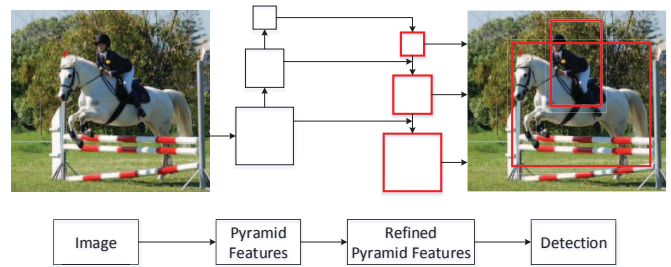 Image
Pyramid
Features
Refined
Pyramid Features
Detection